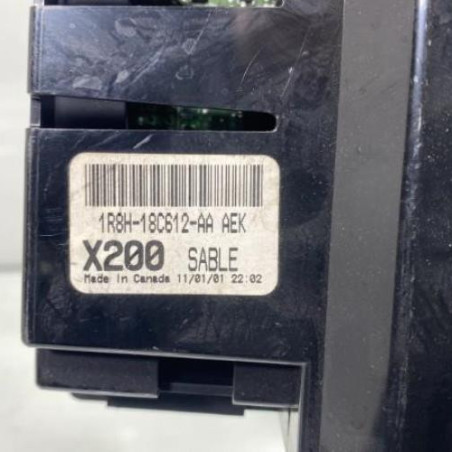 1R8H-18C612-AA AEK
X200 SABLE
Made in Canada 11/01/01 22:02